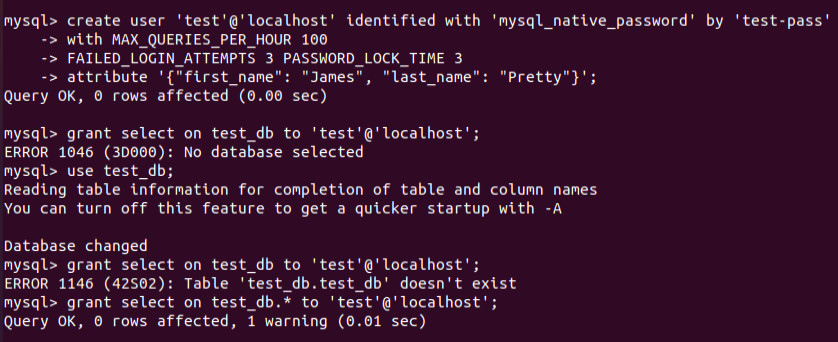 mysql> create user 'test'@'localhost' identified with 'mysql_native_password' by 'test-pass'
    -> with MAX_QUERIES_PER_HOUR 100
    -> FAILED_LOGIN_ATTEMPTS 3 PASSWORD_LOCK_TIME 3
    -> attribute '{"first_name": "James", "last_name": "Pretty"}';
Query OK, 0 rows affected (0.00 sec)

mysql> grant select on test_db to 'test'@'localhost';
ERROR 1046 (3D000): No database selected
mysql> use test_db;
Reading table information for completion of table and column names
You can turn off this feature to get a quicker startup with -A

Database changed
mysql> grant select on test_db to 'test'@'localhost';
ERROR 1146 (42S02): Table 'test_db.test_db' doesn't exist
mysql> grant select on test_db.* to 'test'@'localhost';
Query OK, 0 rows affected, 1 warning (0.01 sec)